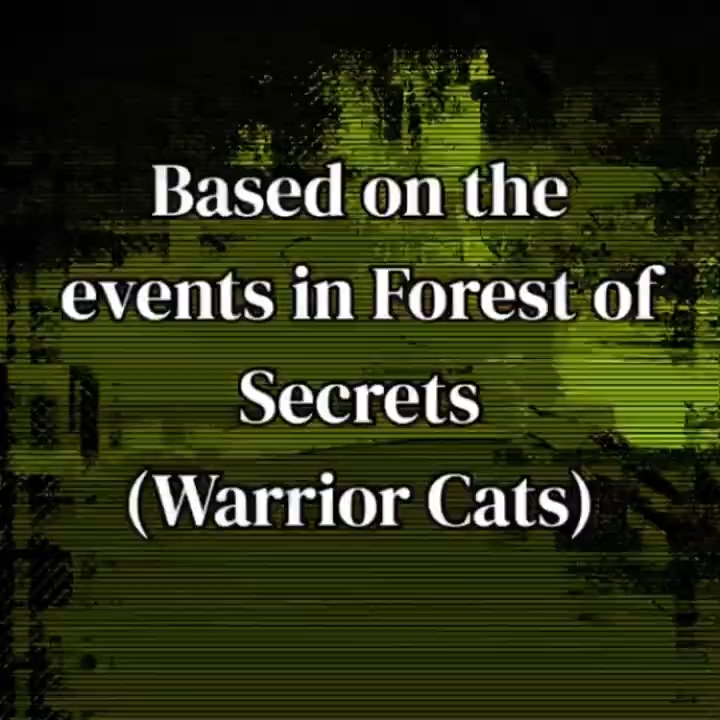 Based on the
events in Forest of
Secrets
(Warrior Cats)